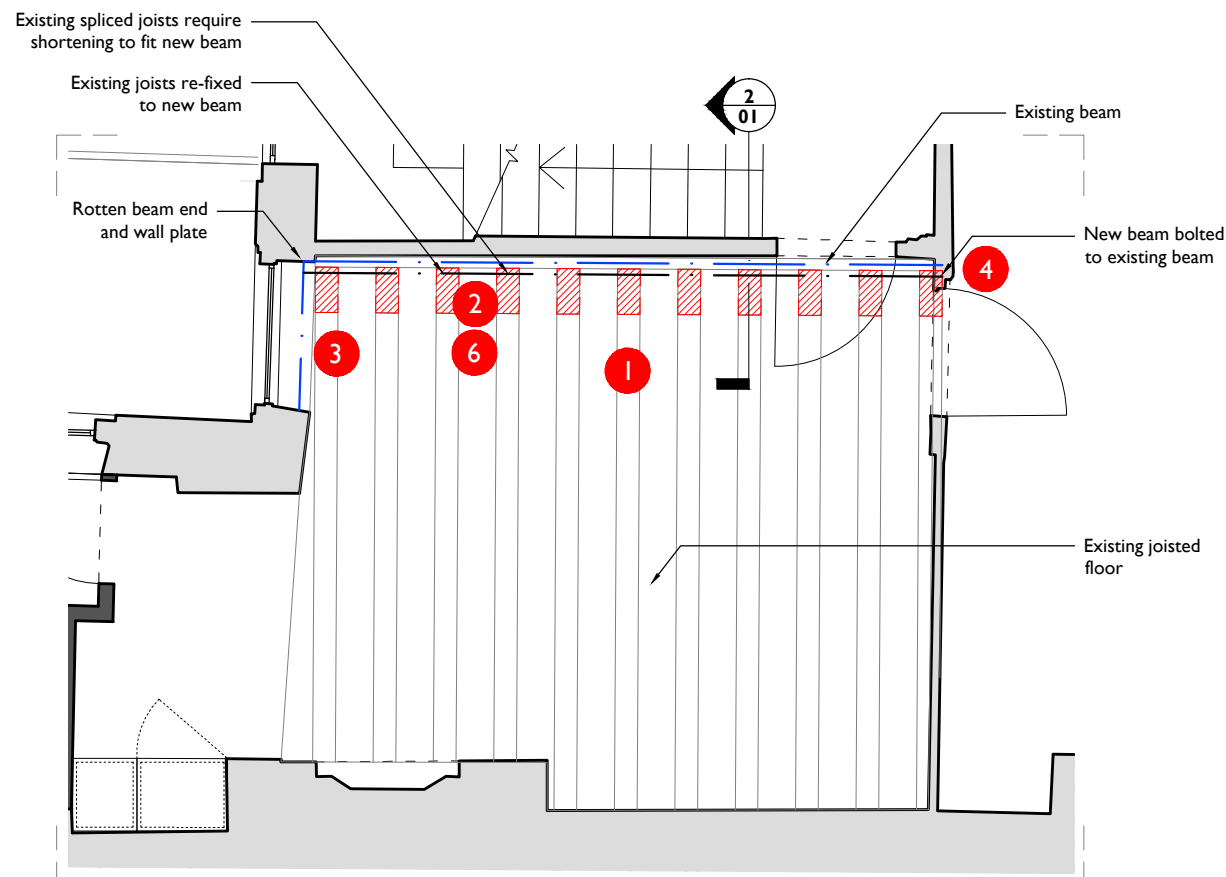 Existing spliced joists require
shortening to fit new beam
Existing joists re-fixed
to new beam
2
01
Existing beam
Rotten beam end
and wall plate
New beam bolted
to existing beam
4
2
3
6
1
Existing joisted
floor